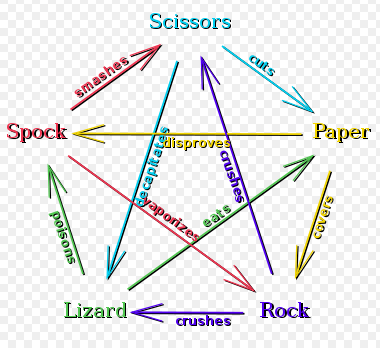 Scissors
smashes
cuts
Spock
Paper
disproves
decapitates
crushes
vaporizes
eats
poisons
covers
Lizard
Rock
crushes